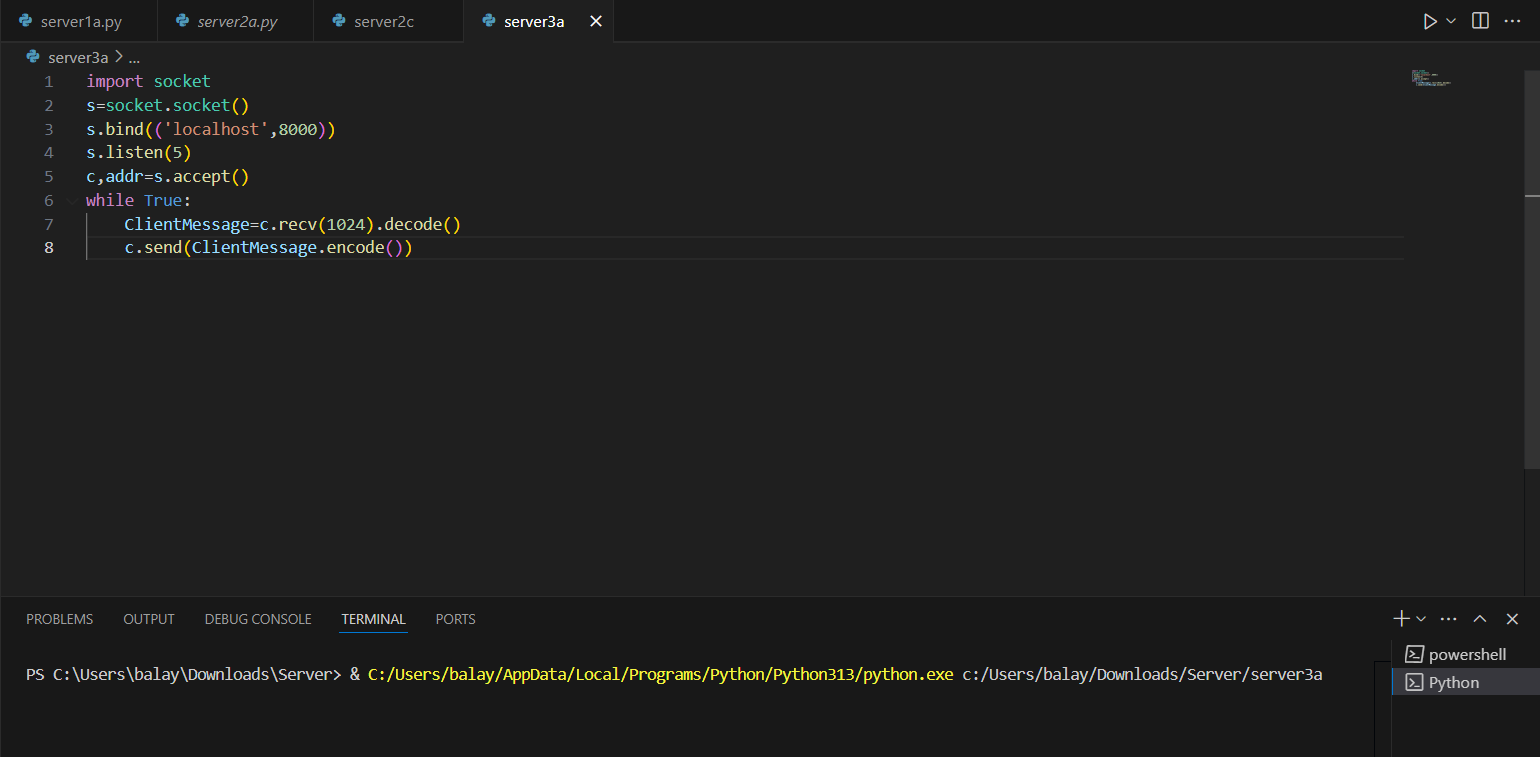 server1a.py server2a.py server2c server3a
server3a > ...
1 import socket
2 s=socket.socket()
3 s.bind(('localhost',8000))
4 s.listen(5)
5 c,addr=s.accept()
6 while True:
7     ClientMessage=c.recv(1024).decode()
8     c.send(ClientMessage.encode())
PROBLEMS OUTPUT DEBUG CONSOLE TERMINAL PORTS
powershell
PS C:\Users\balay\Downloads\Server> & C:/Users/balay/AppData/Local/Programs/Python/Python313/python.exe c:/Users/balay/Downloads/Server/server3a
Python